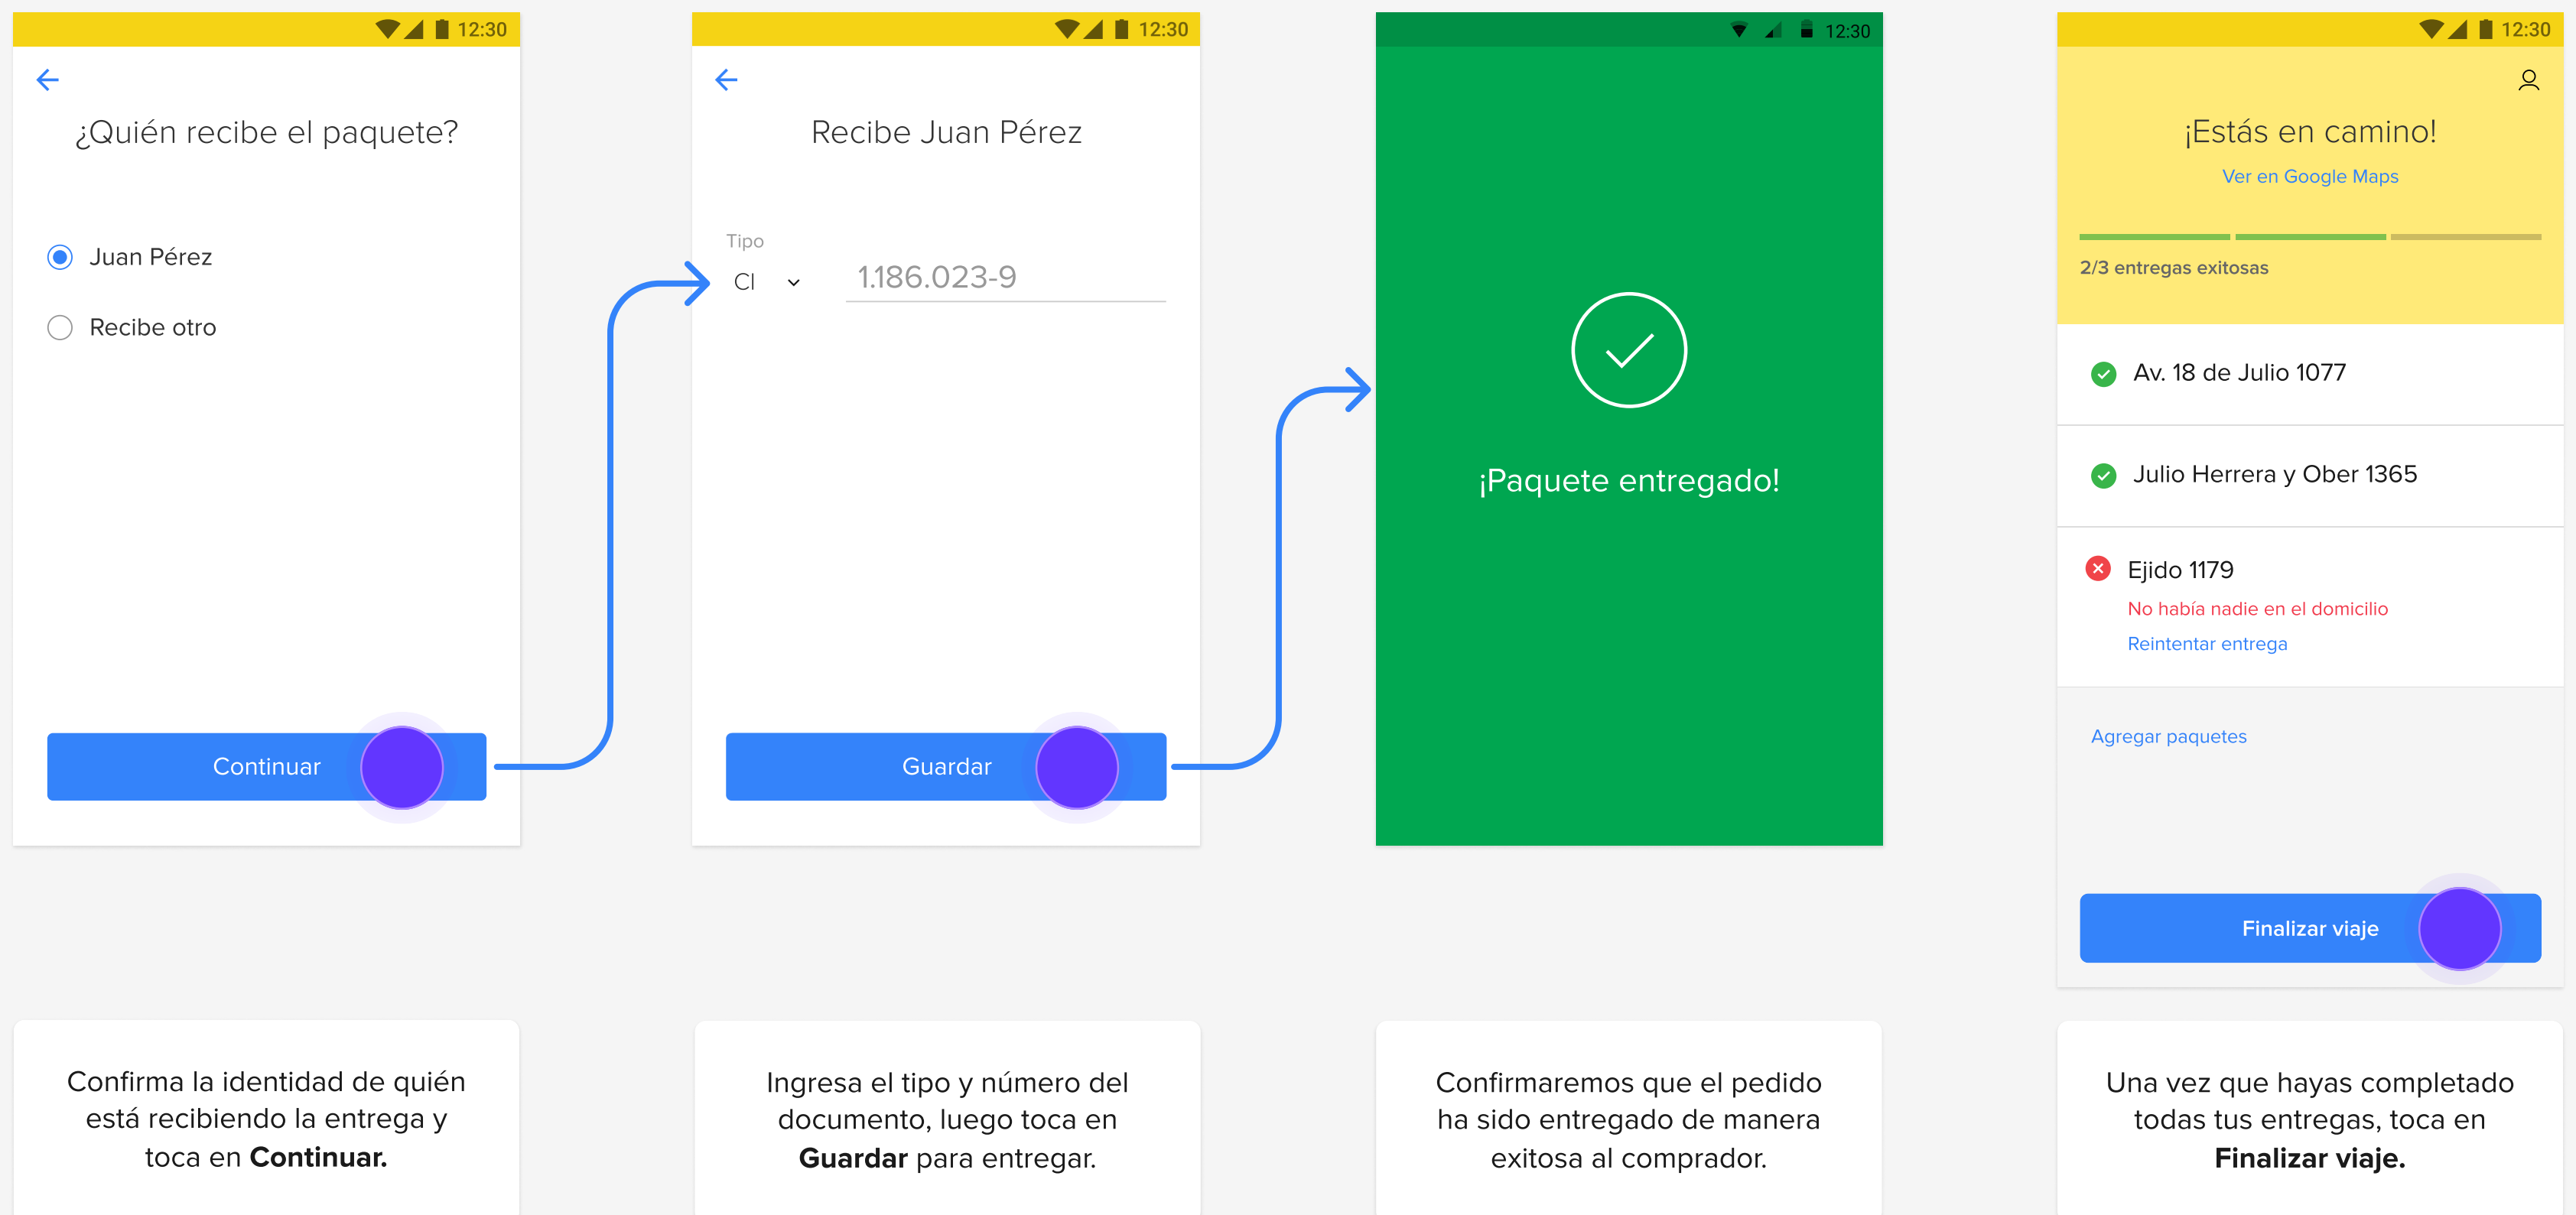 12:30
¿Quién recibe el paquete?
Juan Pérez
Recibe otro
Continuar
Confirma la identidad de quién
está recibiendo la entrega y
toca en Continuar.
12:30
Recibe Juan Pérez
Tipo
CI
1.186.023-9
Guardar
Ingresa el tipo y número del
documento, luego toca en
Guardar para entregar.
12:30
¡Paquete entregado!
Confirmaremos que el pedido
ha sido entregado de manera
exitosa al comprador.
12:30
¡Estás en camino!
Ver en Google Maps
2/3 entregas exitosas
Av. 18 de Julio 1077
Julio Herrera y Ober 1365
Ejido 1179
No había nadie en el domicilio
Reintentar entrega
Agregar paquetes
Finalizar viaje
Una vez que hayas completado
todas tus entregas, toca en
Finalizar viaje.